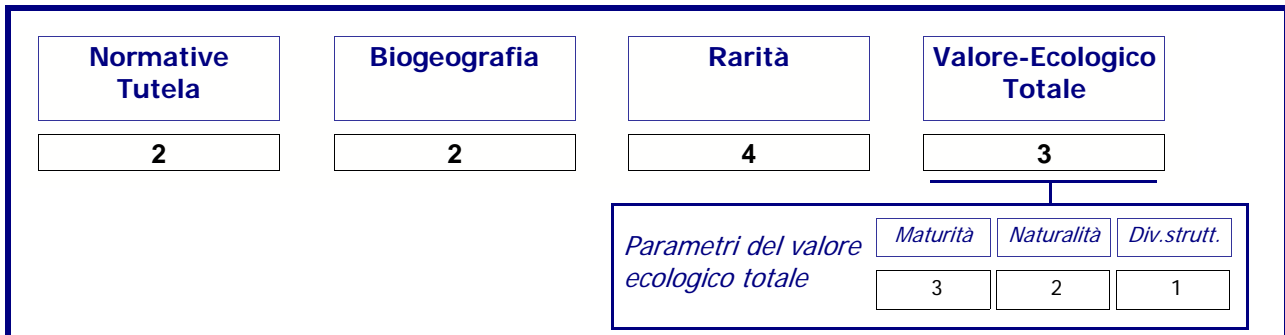 Normative Tutela
Biogeografia
Rarità
Valore-Ecologico Totale
2
2
4
3
Parametri del valore ecologico totale
Maturità
Naturalità
Div.strutt.
3
2
1